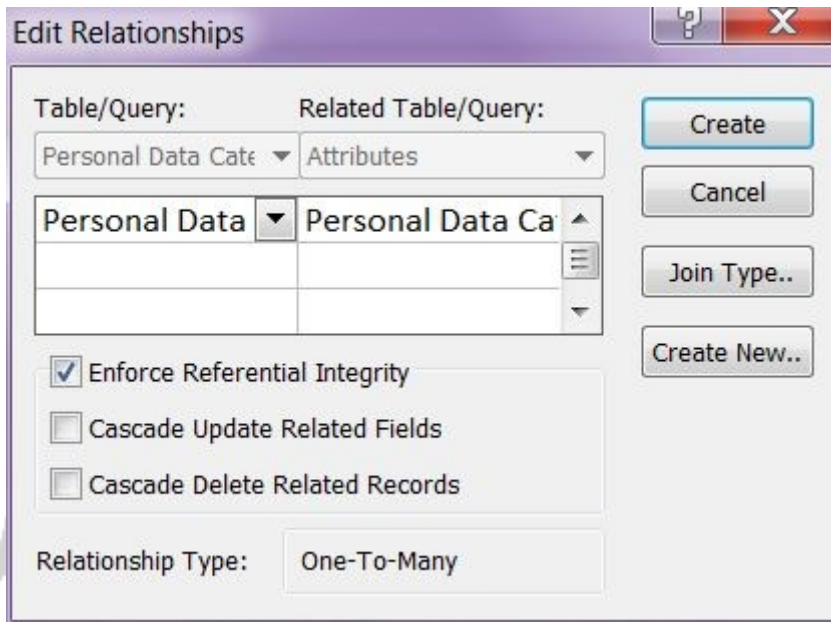 Edit Relationships
Table/Query: Related Table/Query:
Personal Data Cate Attributes
Personal Data Personal Data Ca
Enforce Referential Integrity
Cascade Update Related Fields
Cascade Delete Related Records
Relationship Type: One-To-Many
Create
Cancel
Join Type..
Create New..